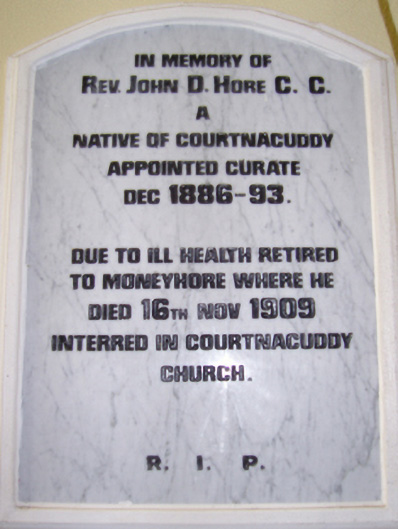 IN MEMORY OF
REV. JOHN D. HORE C. C.
A
NATIVE OF COURTNACUDDY
APPOINTED CURATE
DEC 1886-93.
DUE TO ILL HEALTH RETIRED
TO MONEYHORE WHERE HE
DIED 16TH NOV 1909
INTERRED IN COURTNACUDDY
CHURCH.
R. I. P.